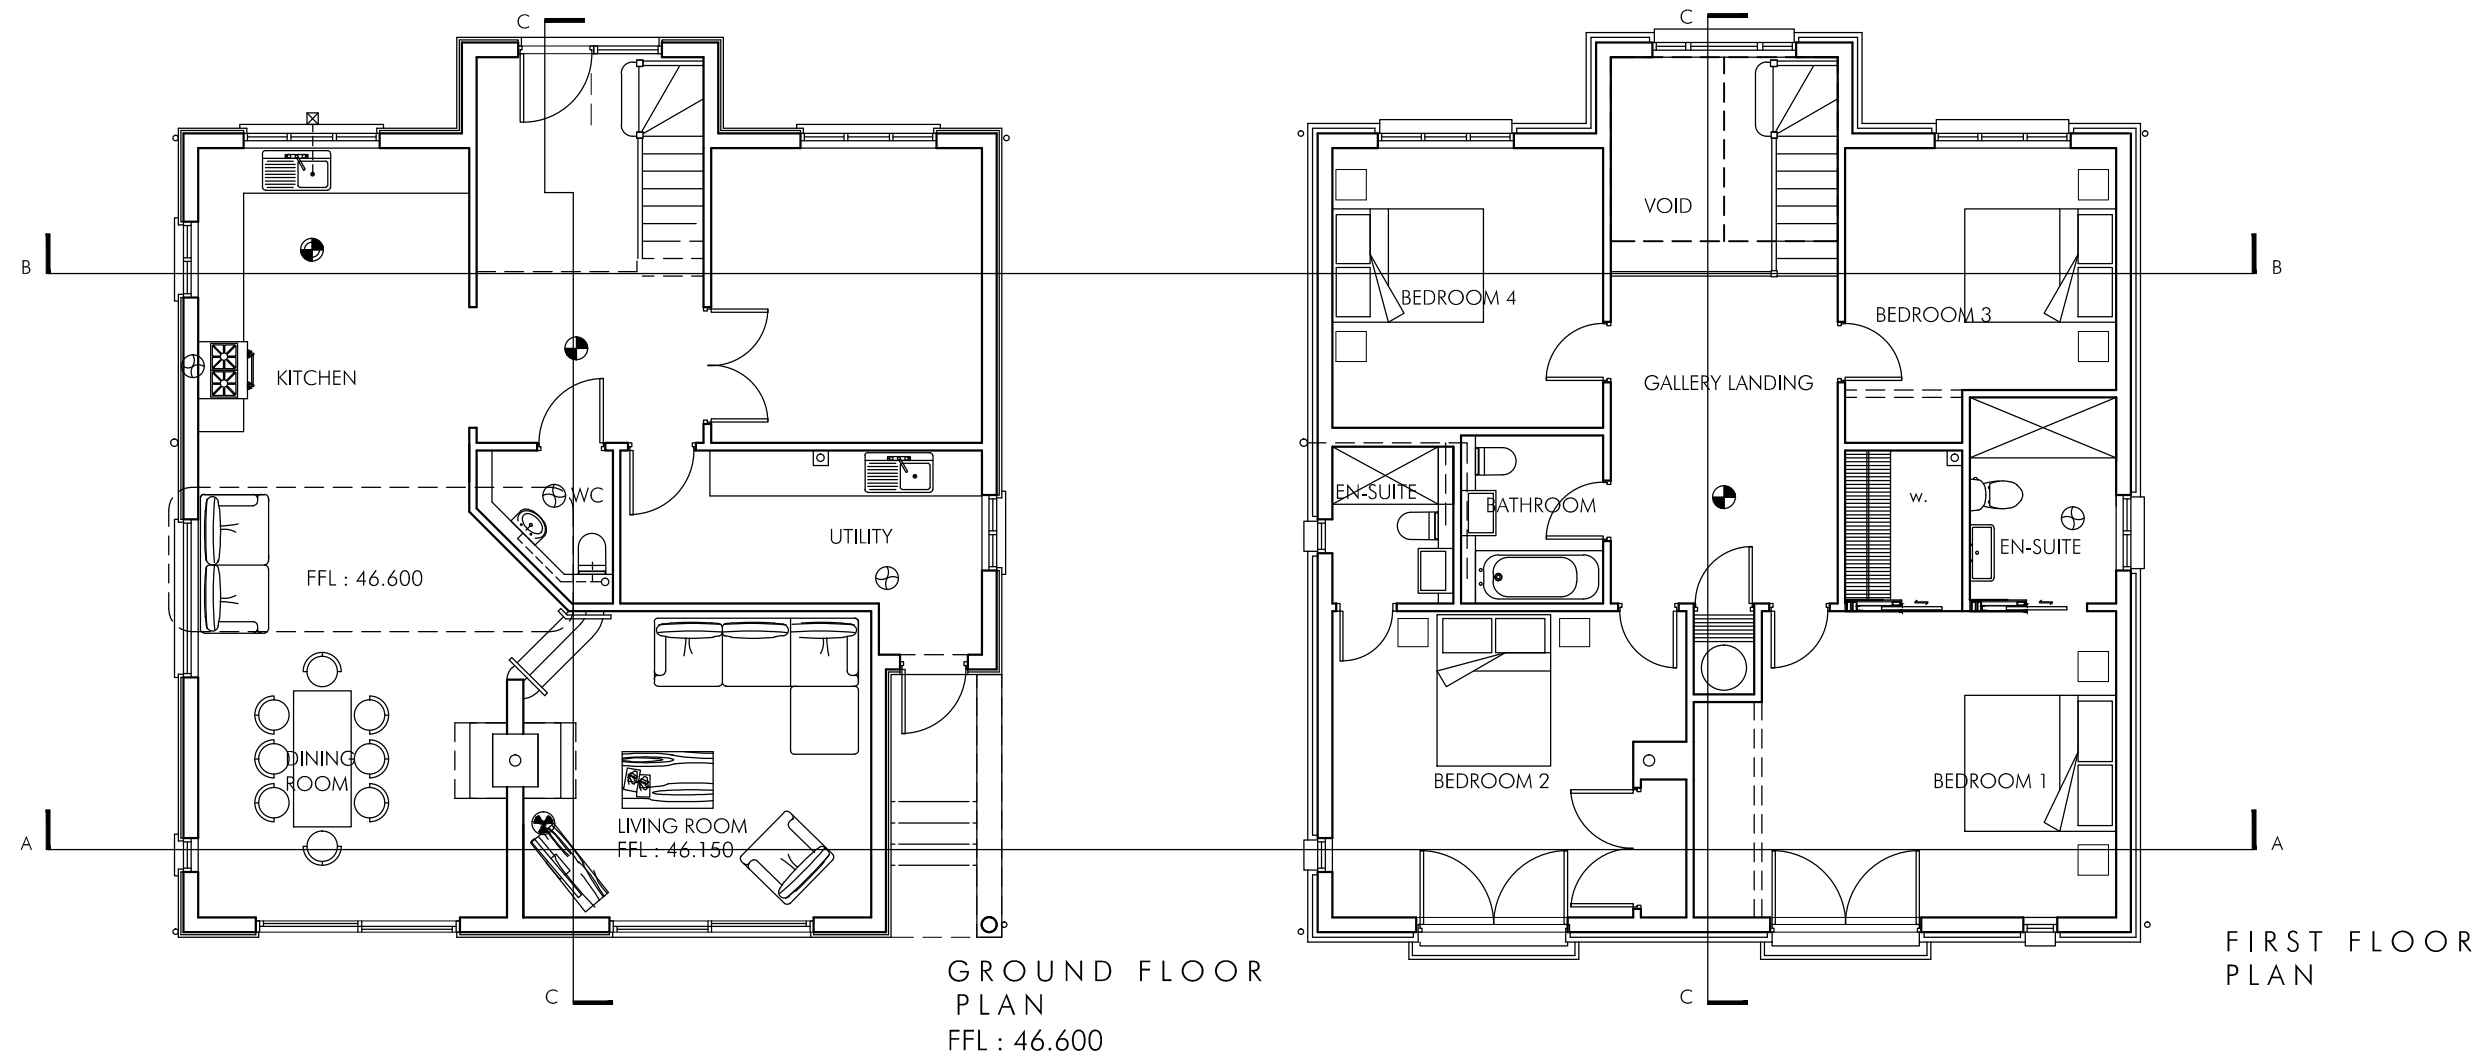 C
B
KITCHEN
WC
UTILITY
FFL : 46.600
DINING
ROOM
LIVING ROOM
FFL : 46.150
A
C
GROUND FLOOR
PLAN
FFL : 46.600
C
VOID
B
BEDROOM 4
BEDROOM 3
GALLERY LANDING
EN-SUITE
BATHROOM
w.
EN-SUITE
BEDROOM 2
BEDROOM 1
A
C
FIRST FLOOR
PLAN